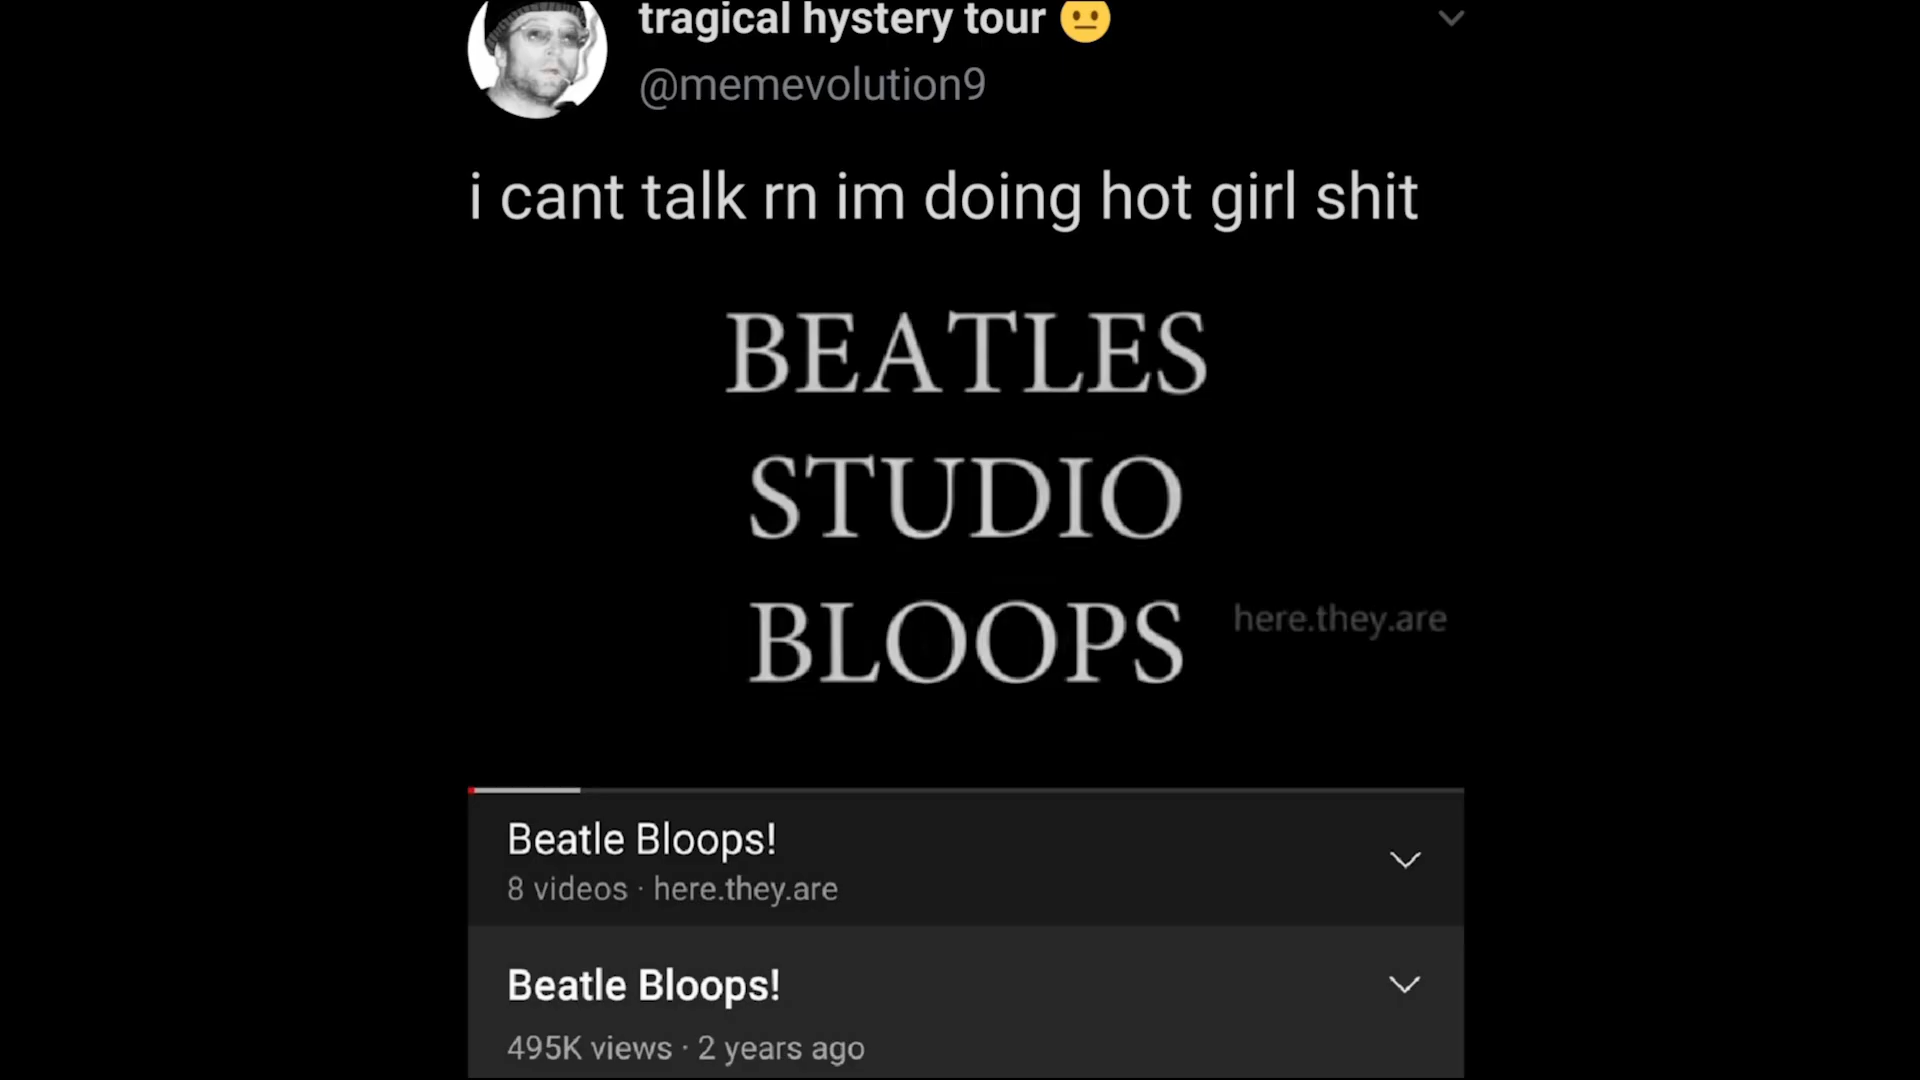 tragical hystery tour 😐
@memevolution9
i cant talk rn im doing hot girl shit
BEATLES
STUDIO
BLOOPS
here.they.are
Beatle Bloops!
8 videos · here.they.are
Beatle Bloops!
495K views · 2 years ago